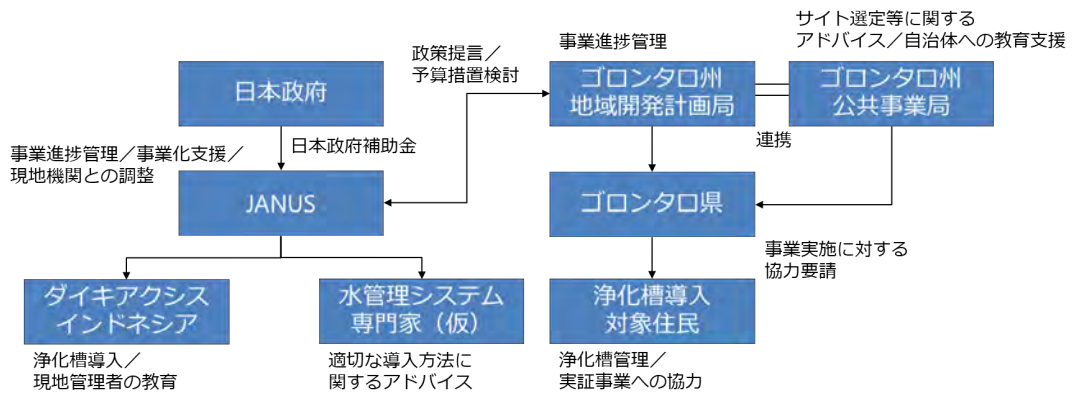 サイト選定等に関する
アドバイス／自治体への教育支援
政策提言／
予算措置検討
事業進捗管理
日本政府
ゴロンタロ州
地域開発計画局
ゴロンタロ州
公共事業局
連携
日本政府補助金
事業進捗管理／事業化支援／
現地機関との調整
JANUS
ゴロンタロ県
事業実施に対する
協力要請
ダイキアクシス
インドネシア
水管理システム
専門家（仮）
浄化槽導入
対象住民
浄化槽導入／
現地管理者の教育
適切な導入方法に
関するアドバイス
浄化槽管理／
実証事業への協力